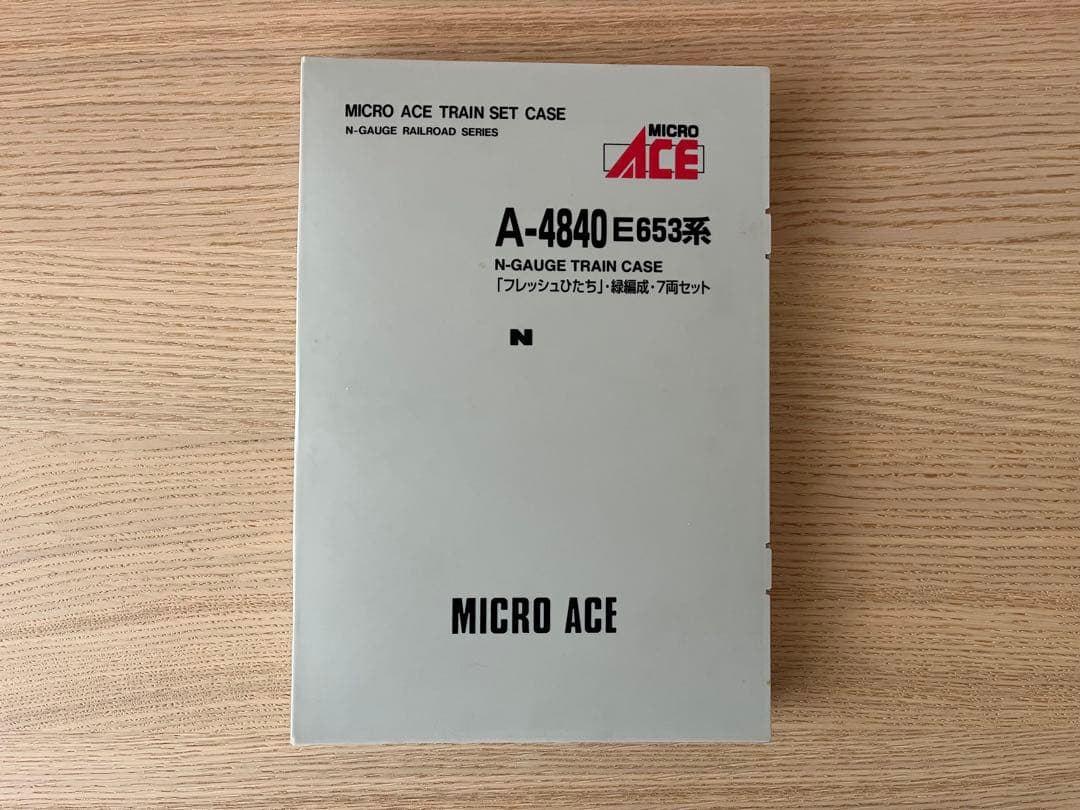 MICRO ACE TRAIN SET CASE
N-GAUGE RAILROAD SERIES
MICRO
ACE
A-4840 E653系
N-GAUGE TRAIN CASE
「フレッシュひたち」・緑編成・7両セット
N
MICRO ACE